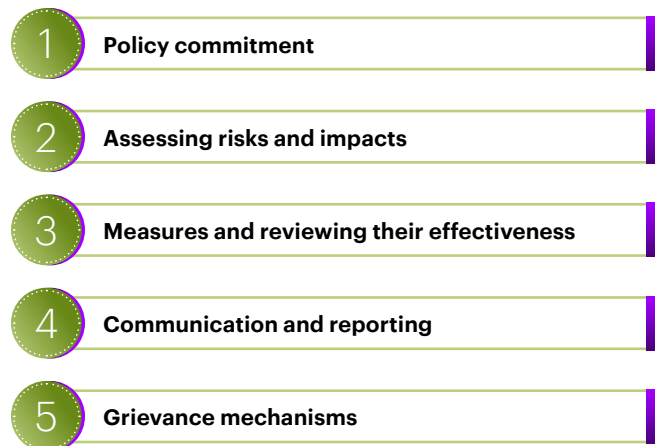 1 Policy commitment
2 Assessing risks and impacts
3 Measures and reviewing their effectiveness
4 Communication and reporting
5 Grievance mechanisms